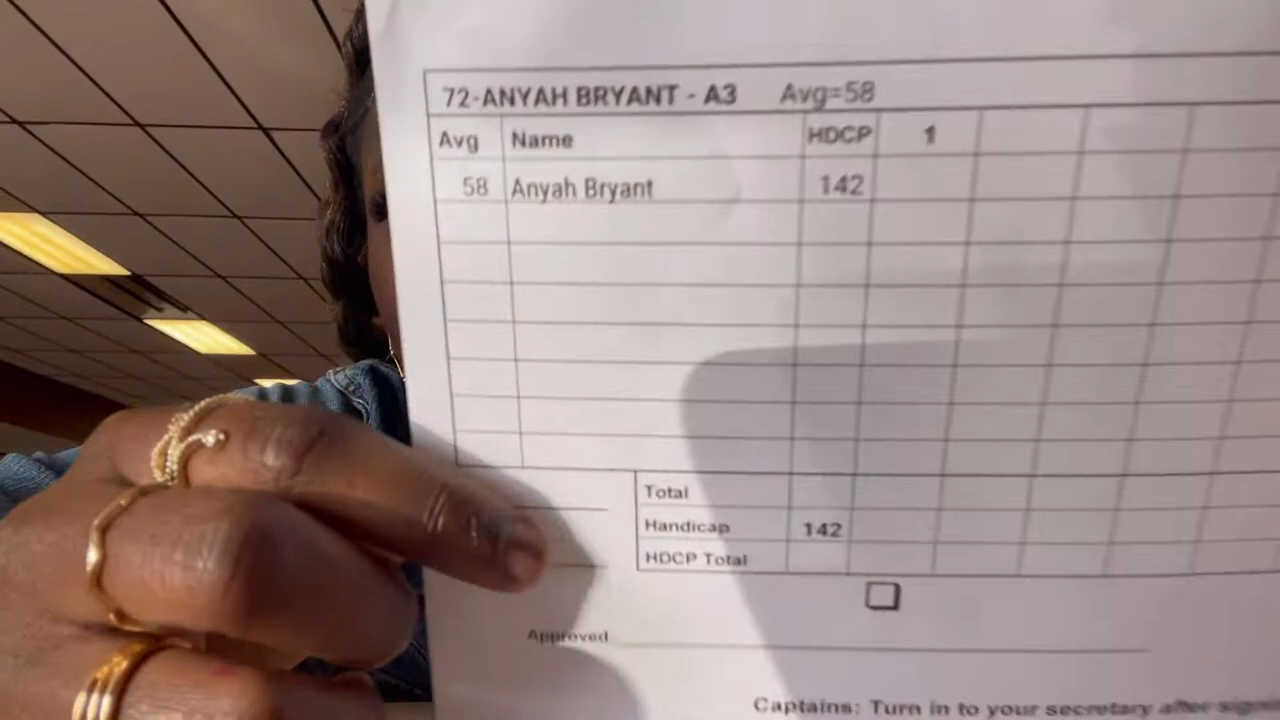 72-ANYAH BRYANT - A3 Avg=58
Avg Name HDCP 1
58 Anyah Bryant 142
Total
Handicap 142
HDCP Total
Approved
Captains: Turn in to your secretary after